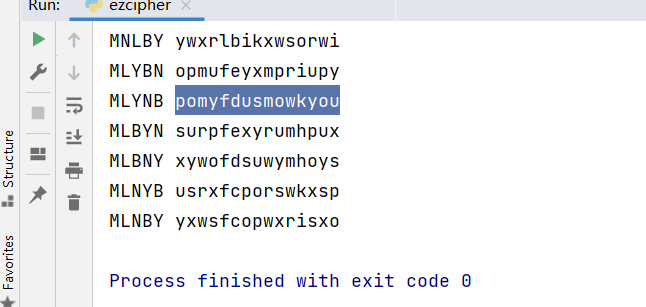 Run: ezcipher ×
MNLBY ywxrlbikxwsorwi
MLYBN opmufeyxmpriupy
MLYNB pomyfdusmowkyou
MLBYN surpfexyrumhpux
MLBNY xywofdsuwymhoys
MLNYB usrxfcporswkxsp
MLNBY yxwsfcopwxrisxo
Process finished with exit code 0
Structure
Favorites